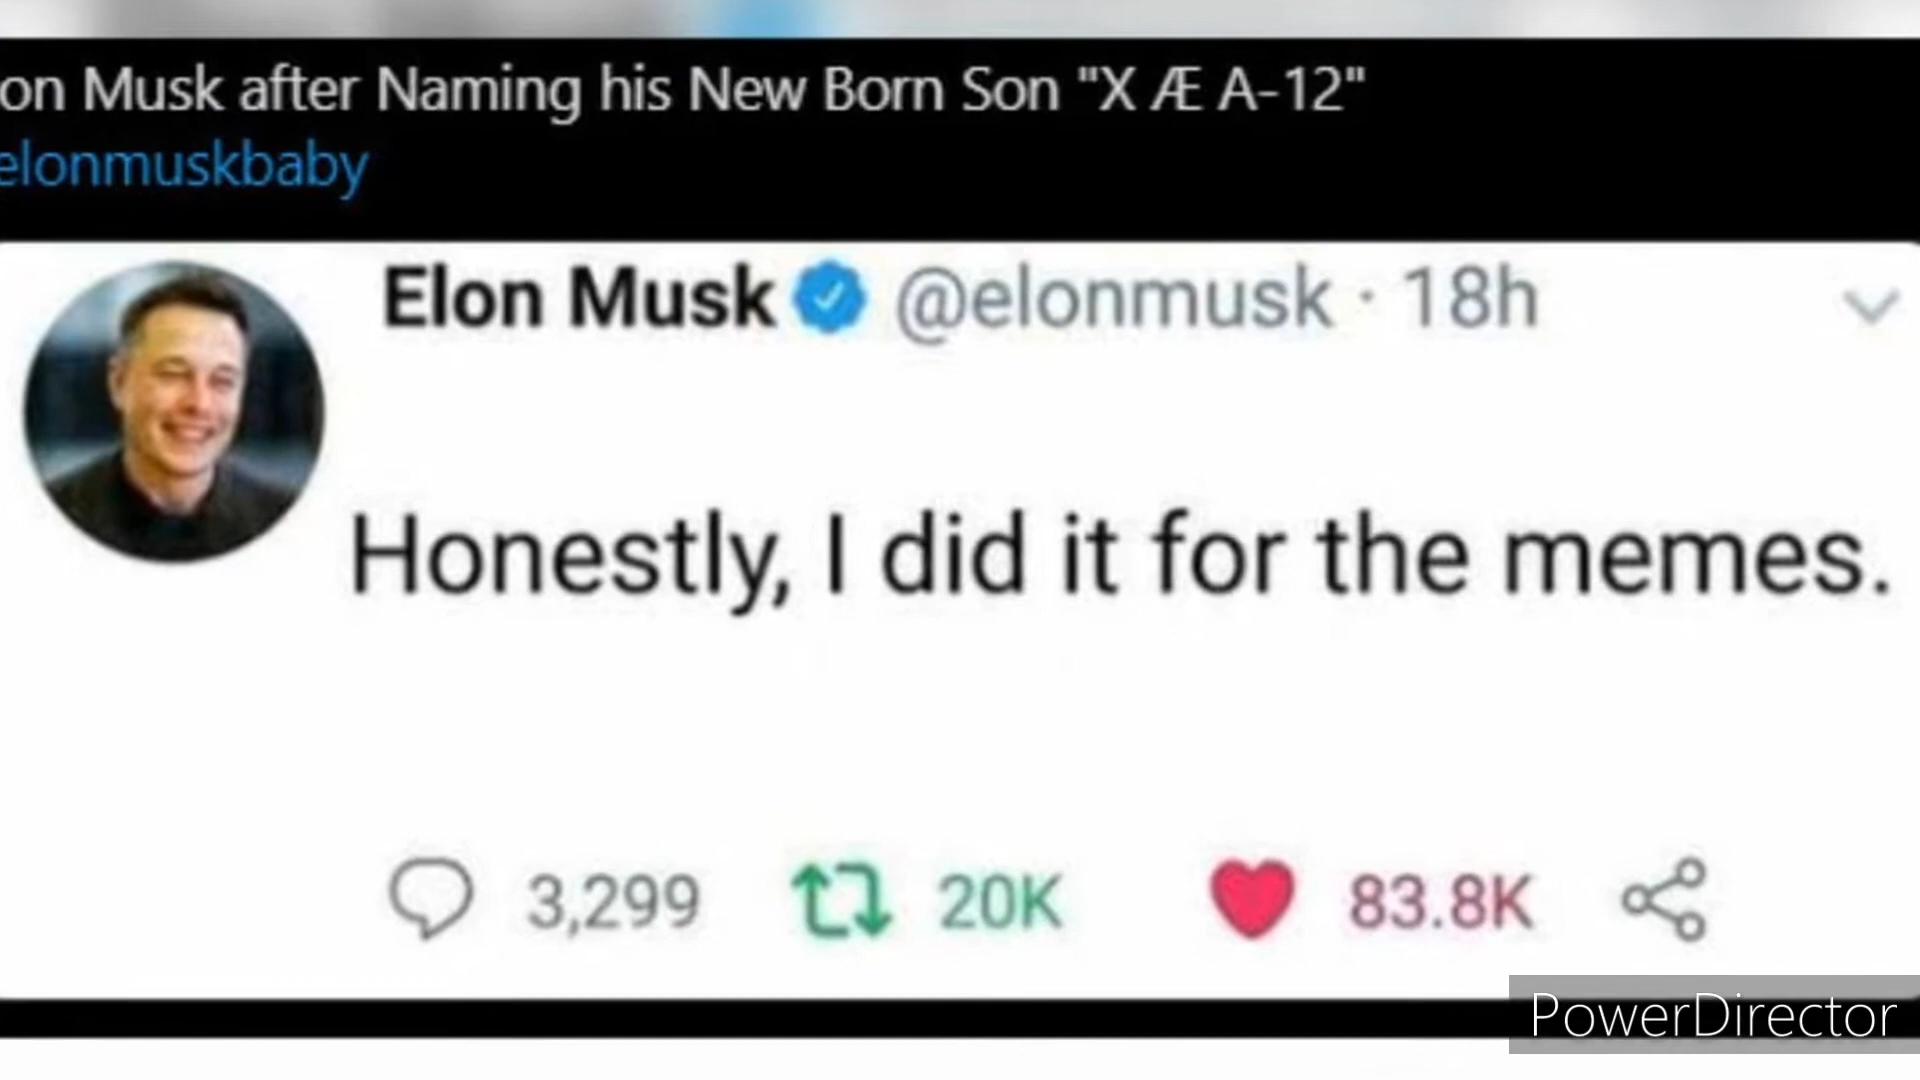 on Musk after Naming his New Born Son "X Æ A-12"
elonmuskbaby
Elon Musk @elonmusk · 18h
Honestly, I did it for the memes.
3,299 20K 83.8K
PowerDirector